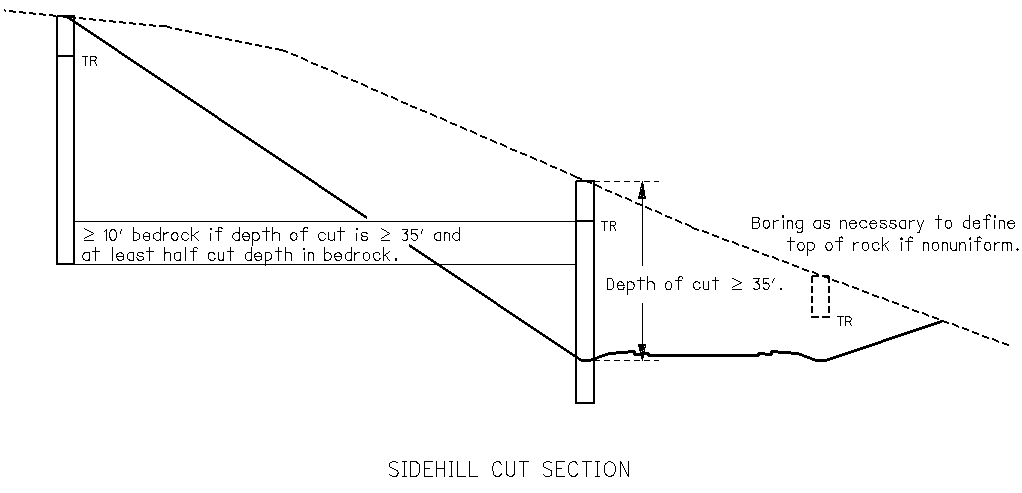 TR
Boring as necessary to define
top of rock if nonuniform.
TR
≥ 10' bedrock if depth of cut is ≥ 35' and
at least half cut depth in bedrock.
Depth of cut ≥ 35'.
TR
SIDEHILL CUT SECTION